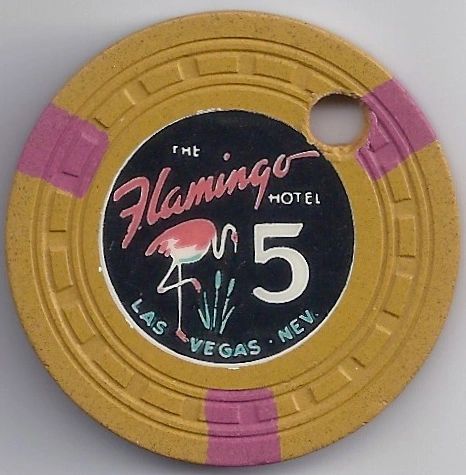 THE
Flamingo
HOTEL
5
LAS VEGAS · NEV.